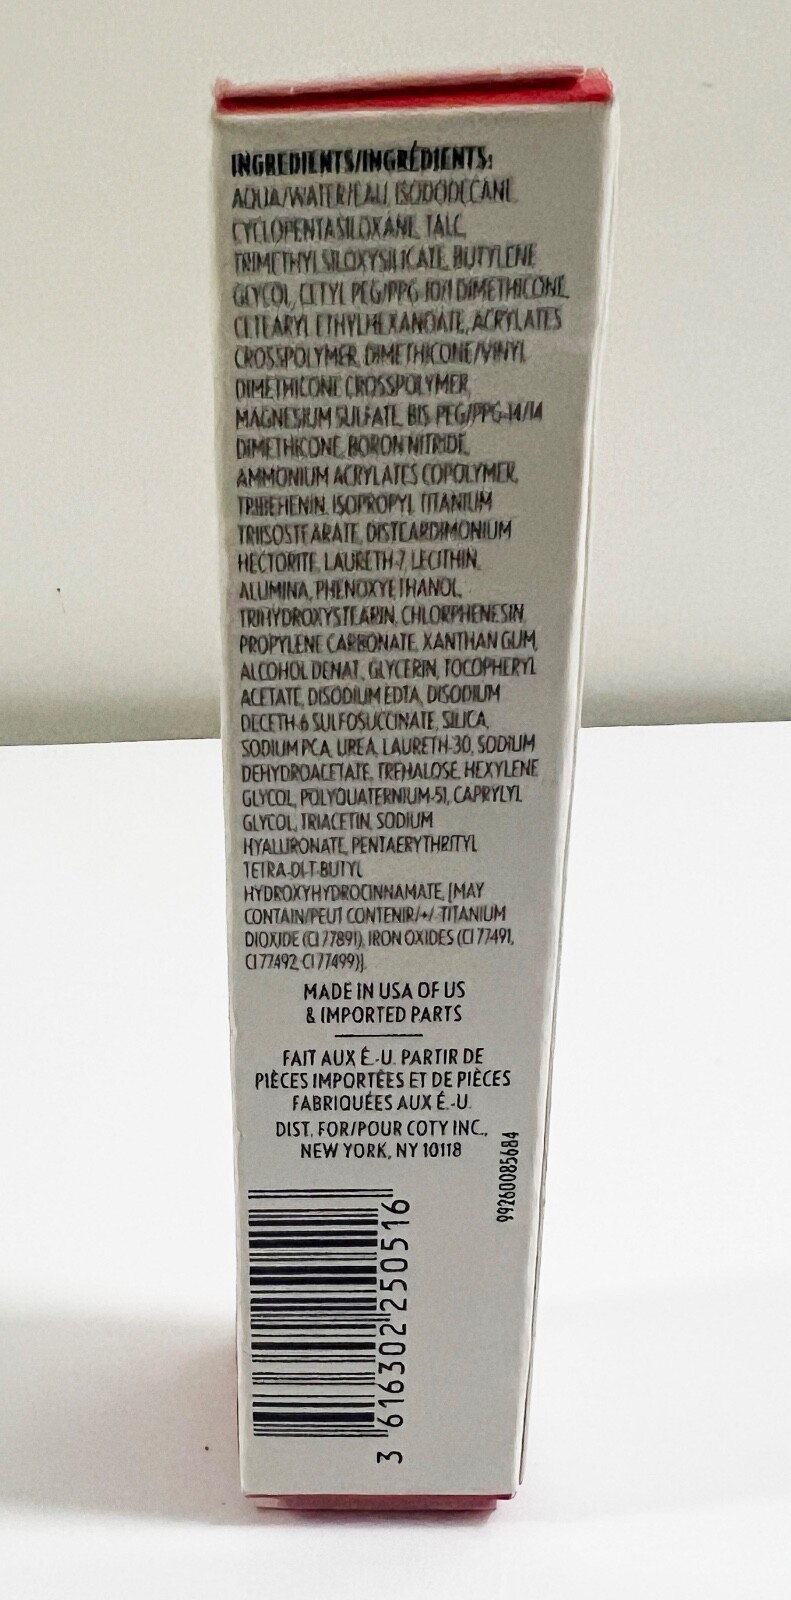 INGREDIENTS/INGRÉDIENTS:
AQUA/WATER/EAU, ISODODECANE,
CYCLOPENTASILOXANE, TALC,
TRIMETHYLSILOXYSILICATE, BUTYLENE
GLYCOL, CETYL PEG/PPG-10/1 DIMETHICONE,
CETEARYL ETHYLHEXANOATE, ACRYLATES
CROSSPOLYMER, DIMETHICONE/VINYL
DIMETHICONE CROSSPOLYMER,
MAGNESIUM SULFATE, BIS-PEG/PPG-14/14
DIMETHICONE, BORON NITRIDE,
AMMONIUM ACRYLATES COPOLYMER,
TRIBEHENIN, ISOPROPYL TITANIUM
TRIISOSTEARATE, DISTEARDIMONIUM
HECTORITE, LAURETH-7, LECITHIN,
ALUMINA, PHENOXYETHANOL,
TRIHYDROXYSTEARIN, CHLORPHENESIN,
PROPYLENE CARBONATE, XANTHAN GUM,
ALCOHOL DENAT., GLYCERIN, TOCOPHERYL
ACETATE, DISODIUM EDTA, DISODIUM
DECETH-6 SULFOSUCCINATE, SILICA,
SODIUM PCA, UREA, LAURETH-30, SODIUM
DEHYDROACETATE, TREHALOSE, HEXYLENE
GLYCOL, POLYQUATERNIUM-51, CAPRYLYL
GLYCOL, TRIACETIN, SODIUM
HYALURONATE, PENTAERYTHRITYL
TETRA-DI-T-BUTYL
HYDROXYHYDROCINNAMATE, [MAY
CONTAIN/PEUT CONTENIR/+/- TITANIUM
DIOXIDE (CI 77891), IRON OXIDES (CI 77491,
CI 77492, CI 77499)].
MADE IN USA OF US
& IMPORTED PARTS
FAIT AUX É.-U. PARTIR DE
PIÈCES IMPORTÉES ET DE PIÈCES
FABRIQUÉES AUX É.-U.
DIST. FOR/POUR COTY INC.,
NEW YORK, NY 10118
99260085684
3 616302 250516